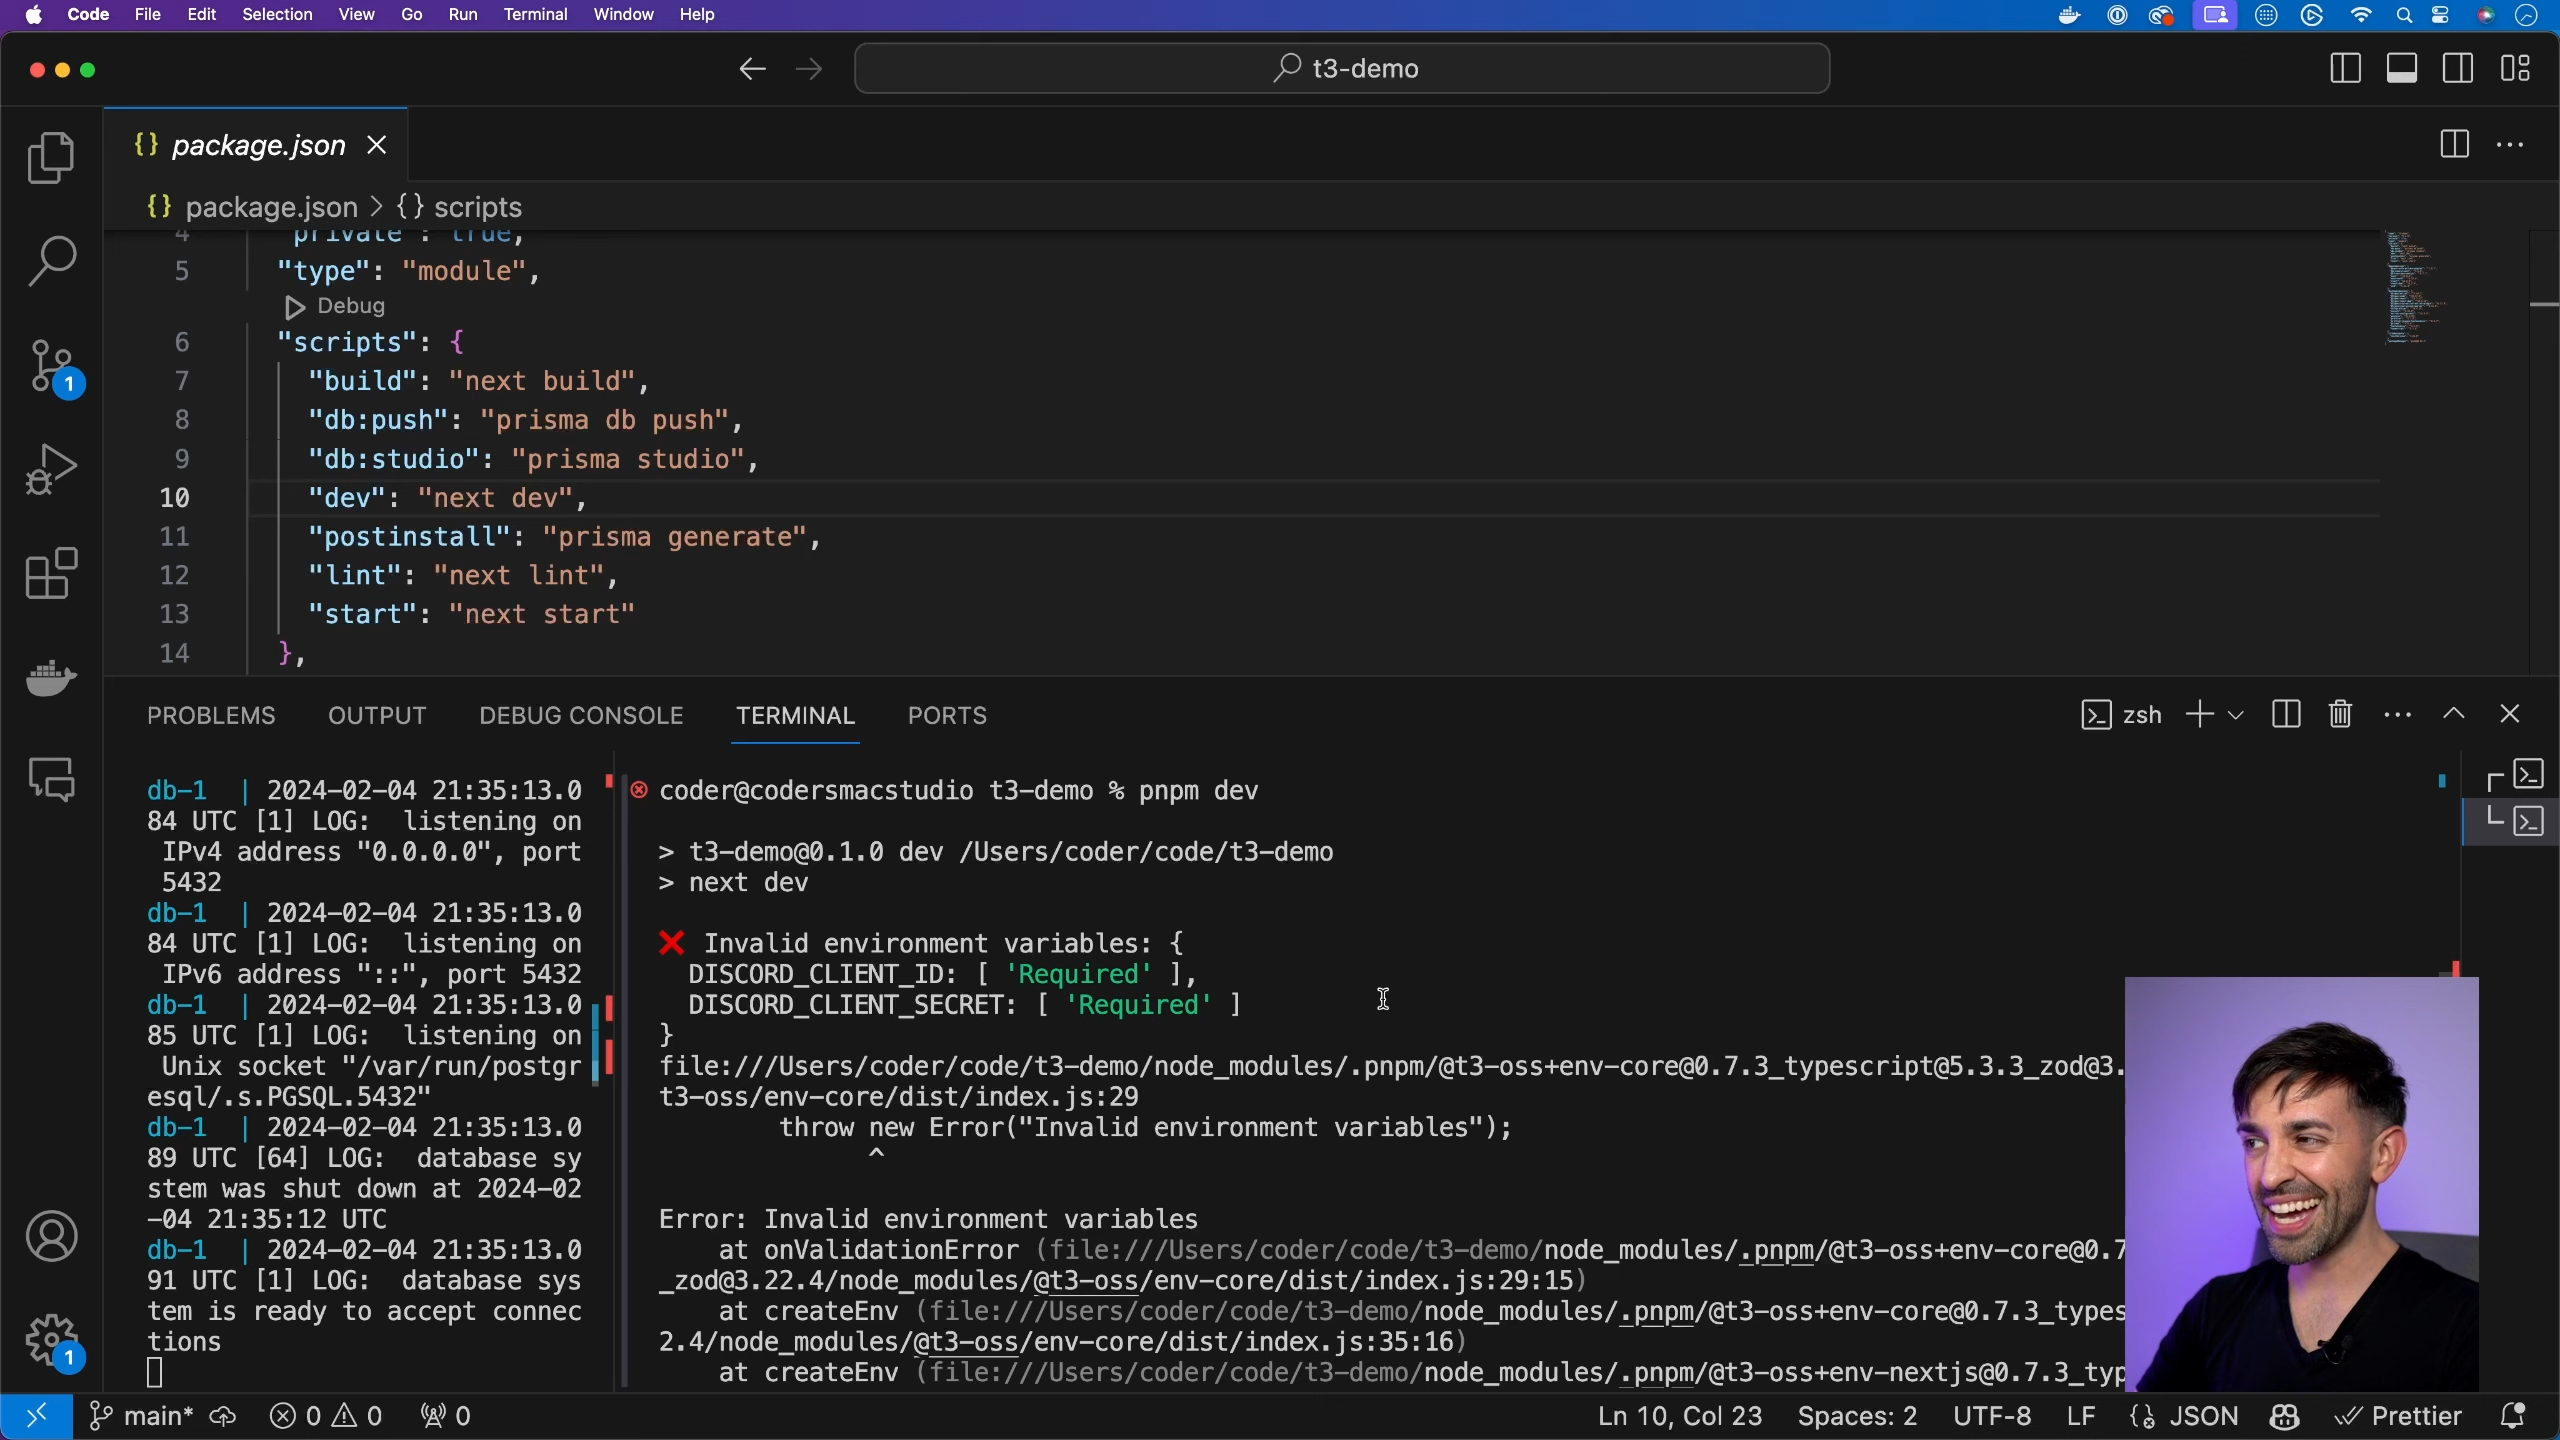 Code File Edit Selection View Go Run Terminal Window Help
t3-demo
{} package.json
{} package.json > {} scripts
4 "private": true,
5 "type": "module",
Debug
6 "scripts": {
7 "build": "next build",
8 "db:push": "prisma db push",
9 "db:studio": "prisma studio",
10 "dev": "next dev",
11 "postinstall": "prisma generate",
12 "lint": "next lint",
13 "start": "next start"
14 },
1
PROBLEMS OUTPUT DEBUG CONSOLE TERMINAL PORTS
zsh
db-1 | 2024-02-04 21:35:13.0
84 UTC [1] LOG:  listening on
IPv4 address "0.0.0.0", port
5432
db-1 | 2024-02-04 21:35:13.0
84 UTC [1] LOG:  listening on
IPv6 address "::", port 5432
db-1 | 2024-02-04 21:35:13.0
85 UTC [1] LOG:  listening on
Unix socket "/var/run/postgr
esql/.s.PGSQL.5432"
db-1 | 2024-02-04 21:35:13.0
89 UTC [64] LOG:  database sy
stem was shut down at 2024-02
-04 21:35:12 UTC
db-1 | 2024-02-04 21:35:13.0
91 UTC [1] LOG:  database sys
tem is ready to accept connec
tions
coder@codersmacstudio t3-demo % pnpm dev
> t3-demo@0.1.0 dev /Users/coder/code/t3-demo
> next dev
❌ Invalid environment variables: {
DISCORD_CLIENT_ID: [ 'Required' ],
DISCORD_CLIENT_SECRET: [ 'Required' ]
}
file:///Users/coder/code/t3-demo/node_modules/.pnpm/@t3-oss+env-core@0.7.3_typescript@5.3.3_zod@3.
t3-oss/env-core/dist/index.js:29
throw new Error("Invalid environment variables");
^
Error: Invalid environment variables
at onValidationError (file:///Users/coder/code/t3-demo/node_modules/.pnpm/@t3-oss+env-core@0.7
_zod@3.22.4/node_modules/@t3-oss/env-core/dist/index.js:29:15)
at createEnv (file:///Users/coder/code/t3-demo/node_modules/.pnpm/@t3-oss+env-core@0.7.3_types
2.4/node_modules/@t3-oss/env-core/dist/index.js:35:16)
at createEnv (file:///Users/coder/code/t3-demo/node_modules/.pnpm/@t3-oss+env-nextjs@0.7.3_typ
1
main* 0 0 0 Ln 10, Col 23 Spaces: 2 UTF-8 LF {} JSON Prettier